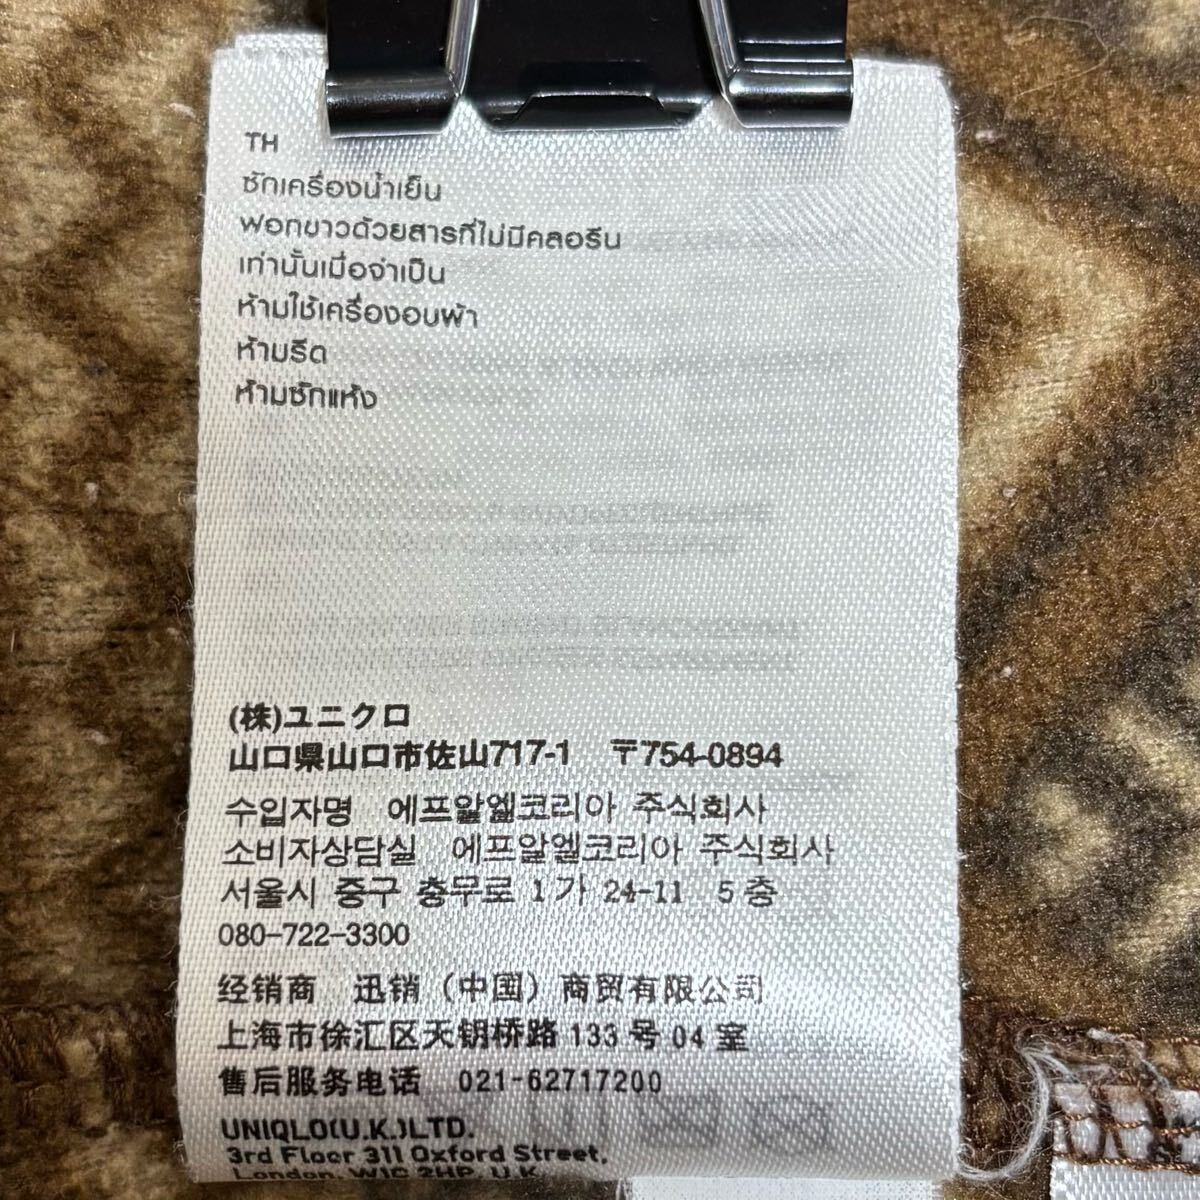 TH
ซักเครื่องน้ำเย็น
ฟอกขาวด้วยสารที่ไม่มีคลอรีน
เท่านั้นเมื่อจำเป็น
ห้ามใช้เครื่องอบผ้า
ห้ามรีด
ห้ามซักแห้ง
(株)ユニクロ
山口県山口市佐山717-1 〒754-0894
수입자명 에프알엘코리아 주식회사
소비자상담실 에프알엘코리아 주식회사
서울시 중구 충무로 1가 24-11 5층
080-722-3300
经销商 迅销（中国）商贸有限公司
上海市徐汇区天钥桥路 133 号 04 室
售后服务电话 021-62717200
UNIQLO(U.K.)LTD.
3rd Floor 311 Oxford Street,
London, W1C 2HP, U.K.